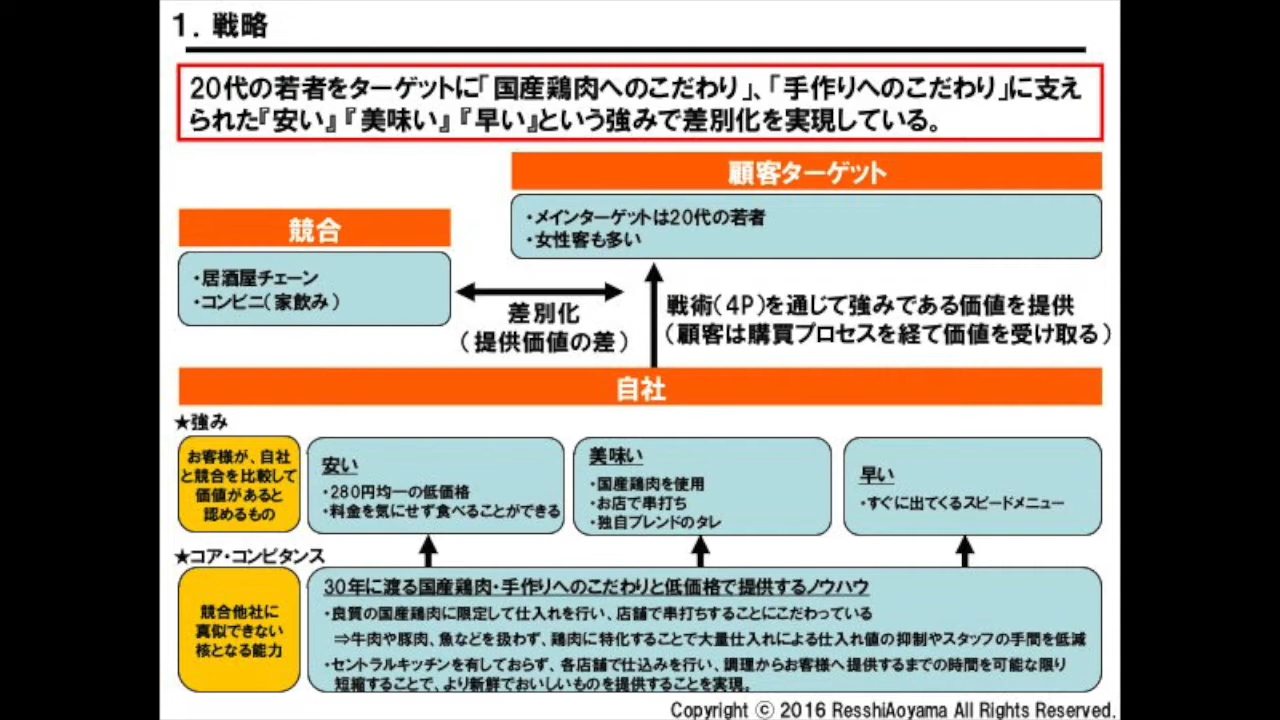 1．戦略
20代の若者をターゲットに「国産鶏肉へのこだわり」、「手作りへのこだわり」に支え
られた『安い』『美味い』『早い』という強みで差別化を実現している。
顧客ターゲット
・メインターゲットは20代の若者
・女性客も多い
競合
・居酒屋チェーン
・コンビニ（家飲み）
差別化
（提供価値の差）
戦術（4P）を通じて強みである価値を提供
（顧客は購買プロセスを経て価値を受け取る）
自社
★強み
お客様が、自社
と競合を比較して
価値があると
認めるもの
安い
・280円均一の低価格
・料金を気にせず食べることができる
美味い
・国産鶏肉を使用
・お店で串打ち
・独自ブレンドのタレ
早い
・すぐに出てくるスピードメニュー
★コア・コンピタンス
競合他社に
真似できない
核となる能力
30年に渡る国産鶏肉・手作りへのこだわりと低価格で提供するノウハウ
・良質の国産鶏肉に限定して仕入れを行い、店舗で串打ちすることにこだわっている
⇒牛肉や豚肉、魚などを扱わず、鶏肉に特化することで大量仕入れによる仕入れ値の抑制やスタッフの手間を低減
・セントラルキッチンを有しておらず、各店舗で仕込みを行い、調理からお客様へ提供するまでの時間を可能な限り
短縮することで、より新鮮でおいしいものを提供することを実現。
Copyright © 2016 ResshiAoyama All Rights Reserved.